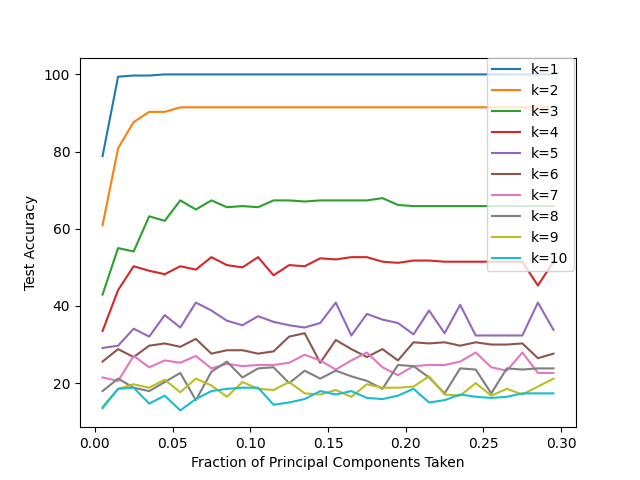 100
80
60
40
20
Test Accuracy
k=1
k=2
k=3
k=4
k=5
k=6
k=7
k=8
k=9
k=10
0.00 0.05 0.10 0.15 0.20 0.25 0.30
Fraction of Principal Components Taken